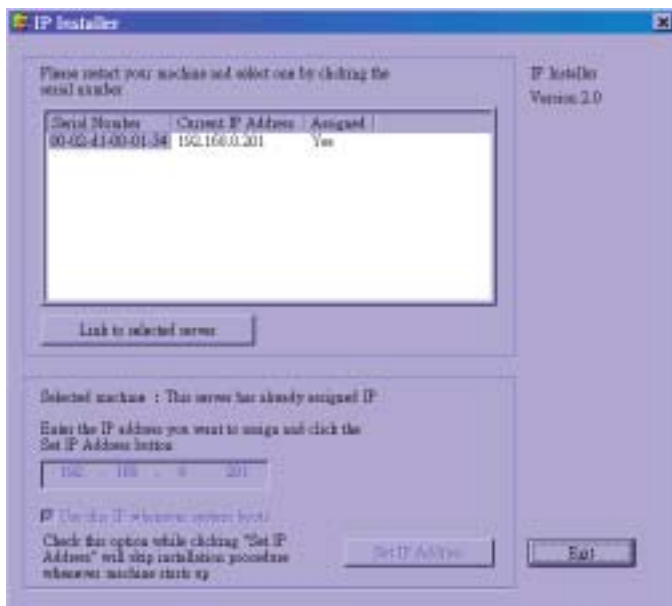 IP Installer
Please restart your machine and select one by clicking the
serial number
IP Installer
Version 2.0
Serial Number Current IP Address Assigned
00-02-d1-00-01-34 192.168.0.201 Yes
Link to selected server
Selected machine : This server has already assigned IP
Enter the IP address you want to assign and click the
Set IP Address button
192 . 168 . 0 . 201
Use this IP whenever system boots
Check this option while clicking "Set IP
Address" will skip installation procedure
whenever machine starts up
Set IP Address
Exit